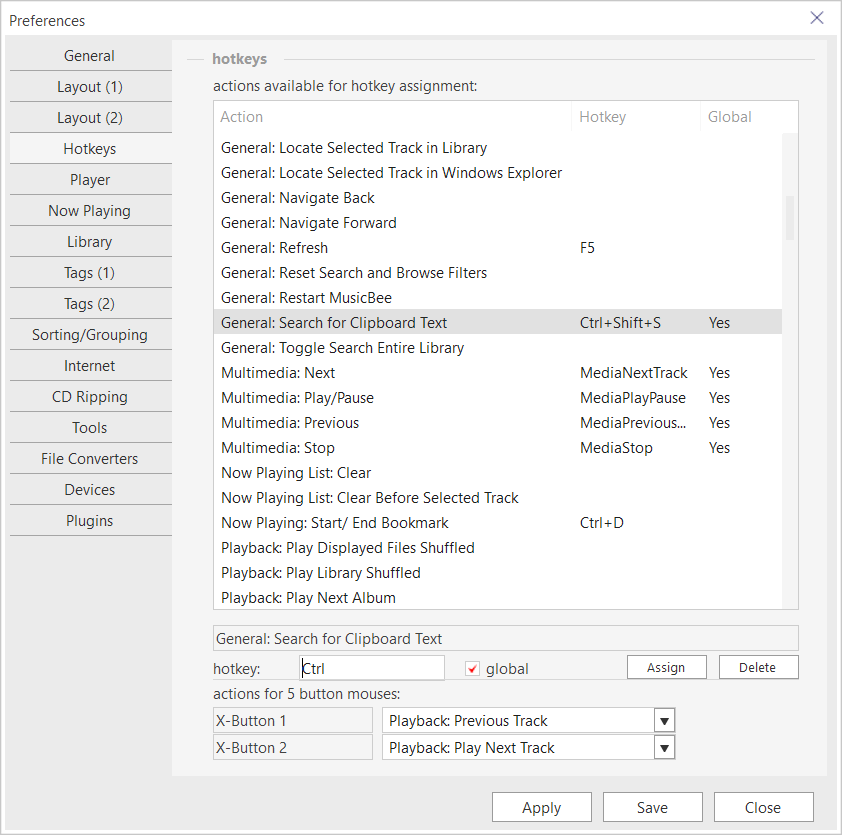 Preferences
General
Layout (1)
Layout (2)
Hotkeys
Player
Now Playing
Library
Tags (1)
Tags (2)
Sorting/Grouping
Internet
CD Ripping
Tools
File Converters
Devices
Plugins
hotkeys
actions available for hotkey assignment:
Action Hotkey Global
General: Locate Selected Track in Library
General: Locate Selected Track in Windows Explorer
General: Navigate Back
General: Navigate Forward
General: Refresh F5
General: Reset Search and Browse Filters
General: Restart MusicBee
General: Search for Clipboard Text Ctrl+Shift+S Yes
General: Toggle Search Entire Library
Multimedia: Next MediaNextTrack Yes
Multimedia: Play/Pause MediaPlayPause Yes
Multimedia: Previous MediaPrevious... Yes
Multimedia: Stop MediaStop Yes
Now Playing List: Clear
Now Playing List: Clear Before Selected Track
Now Playing: Start/ End Bookmark Ctrl+D
Playback: Play Displayed Files Shuffled
Playback: Play Library Shuffled
Playback: Play Next Album
General: Search for Clipboard Text
hotkey: Ctrl global Assign Delete
actions for 5 button mouses:
X-Button 1 Playback: Previous Track
X-Button 2 Playback: Play Next Track
Apply Save Close